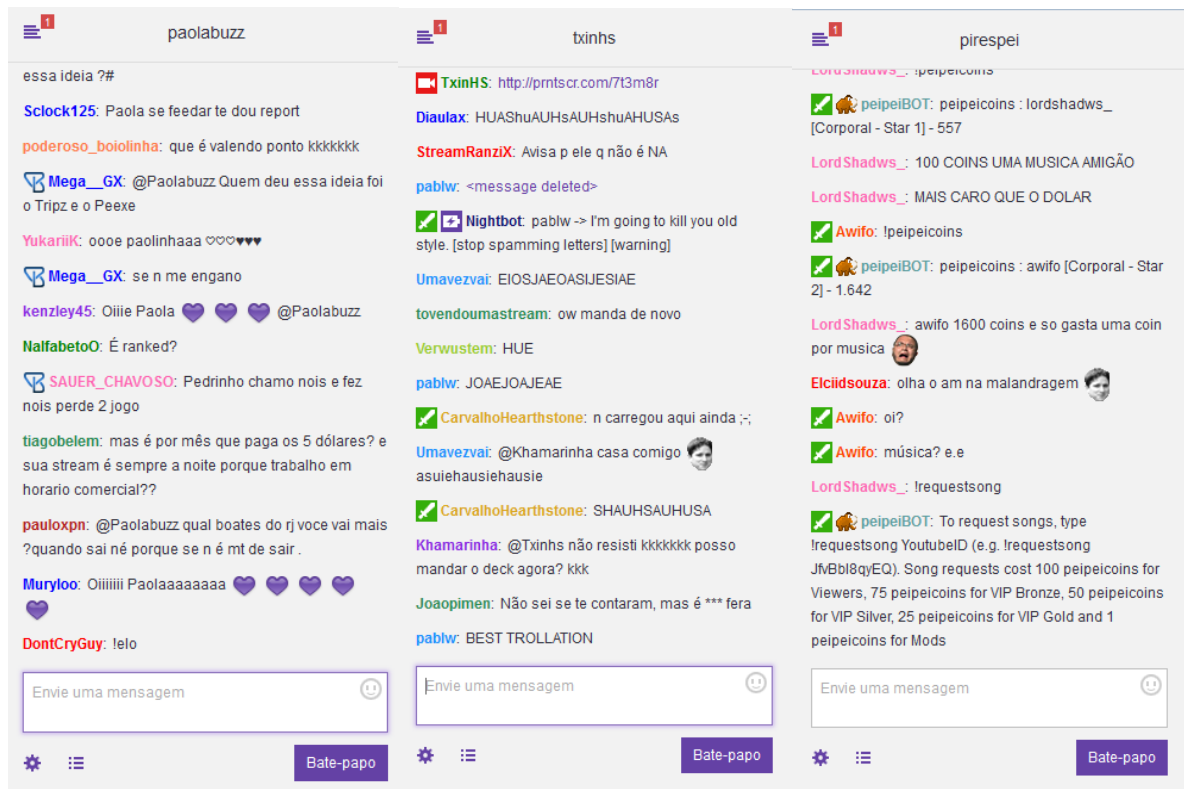 1
paolabuzz
essa ideia ?#
Sclock125: Paola se feedar te dou report
poderoso_boiolinha: que é valendo ponto kkkkkkk
Mega__GX: @Paolabuzz Quem deu essa ideia foi
o Tripz e o Peexe
YukariiK: oooe paolinhaaa ♡♡♡♥♥♥
Mega__GX: se n me engano
kenzley45: Oiiie Paola 💜 💜 💜 @Paolabuzz
NalfabetoO: É ranked?
SAUER_CHAVOSO: Pedrinho chamo nois e fez
nois perde 2 jogo
tiagobelem: mas é por mês que paga os 5 dólares? e
sua stream é sempre a noite porque trabalho em
horario comercial??
pauloxpn: @Paolabuzz qual boates do rj voce vai mais
?quando sai né porque se n é mt de sair .
Muryloo: Oiiiiiii Paolaaaaaaaa 💜 💜 💜 💜
💜
DontCryGuy: !elo
Envie uma mensagem
Bate-papo
1
txinhs
TxinHS: http://prntscr.com/7t3m8r
Diaulax: HUAShuAUHsAUHshuAHUSAs
StreamRanziX: Avisa p ele q não é NA
pablw: <message deleted>
Nightbot: pablw -> I'm going to kill you old
style. [stop spamming letters] [warning]
Umavezvai: EIOSJAEOASIJESIAE
tovendoumastream: ow manda de novo
Verwustem: HUE
pablw: JOAEJOAJEAE
CarvalhoHearthstone: n carregou aqui ainda ;-;
Umavezvai: @Khamarinha casa comigo
asuiehausiehausie
CarvalhoHearthstone: SHAUHSAUHUSA
Khamarinha: @Txinhs não resisti kkkkkkk posso
mandar o deck agora? kkk
Joaopimen: Não sei se te contaram, mas é *** fera
pablw: BEST TROLLATION
Envie uma mensagem
Bate-papo
1
pirespei
LordShadws_: !peipeicoins
peipeiBOT: peipeicoins : lordshadws_
[Corporal - Star 1] - 557
LordShadws_: 100 COINS UMA MUSICA AMIGÃO
LordShadws_: MAIS CARO QUE O DOLAR
Awifo: !peipeicoins
peipeiBOT: peipeicoins : awifo [Corporal - Star
2] - 1.642
LordShadws_: awifo 1600 coins e so gasta uma coin
por musica
Elciidsouza: olha o am na malandragem
Awifo: oi?
Awifo: música? e.e
LordShadws_: !requestsong
peipeiBOT: To request songs, type
!requestsong YoutubeID (e.g. !requestsong
JfvBbl8qyEQ). Song requests cost 100 peipeicoins for
Viewers, 75 peipeicoins for VIP Bronze, 50 peipeicoins
for VIP Silver, 25 peipeicoins for VIP Gold and 1
peipeicoins for Mods
Envie uma mensagem
Bate-papo